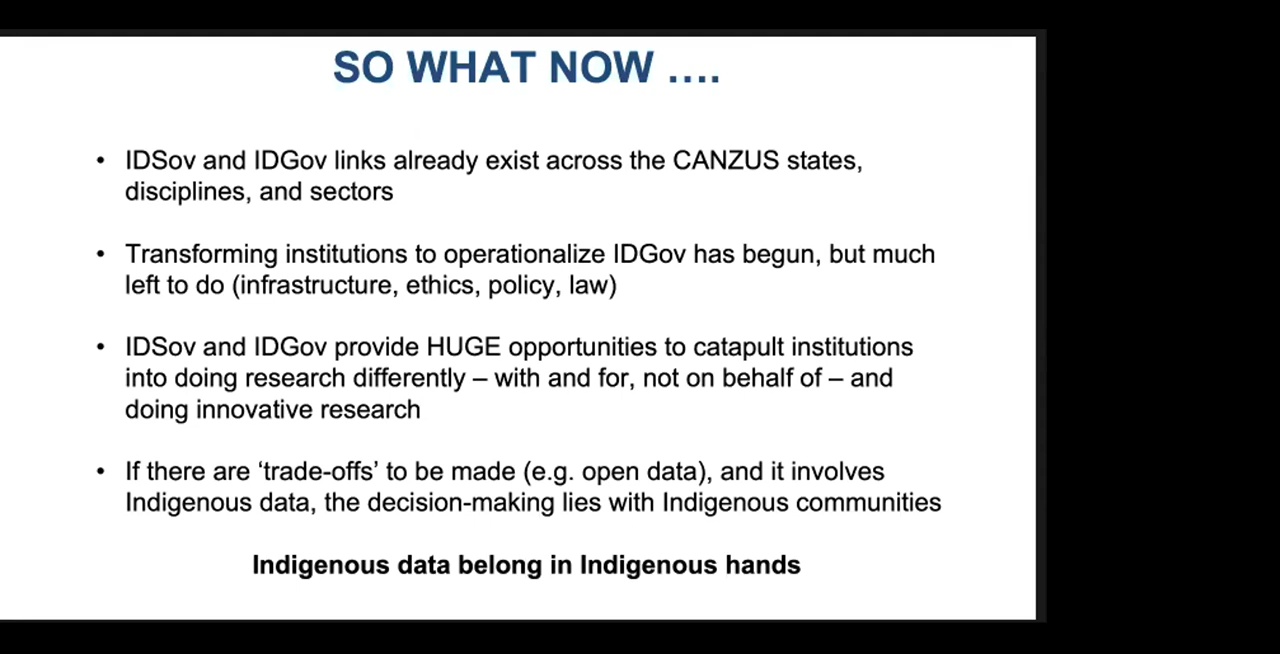 SO WHAT NOW ....
• IDSov and IDGov links already exist across the CANZUS states,
disciplines, and sectors
• Transforming institutions to operationalize IDGov has begun, but much
left to do (infrastructure, ethics, policy, law)
• IDSov and IDGov provide HUGE opportunities to catapult institutions
into doing research differently – with and for, not on behalf of – and
doing innovative research
• If there are ‘trade-offs’ to be made (e.g. open data), and it involves
Indigenous data, the decision-making lies with Indigenous communities
Indigenous data belong in Indigenous hands